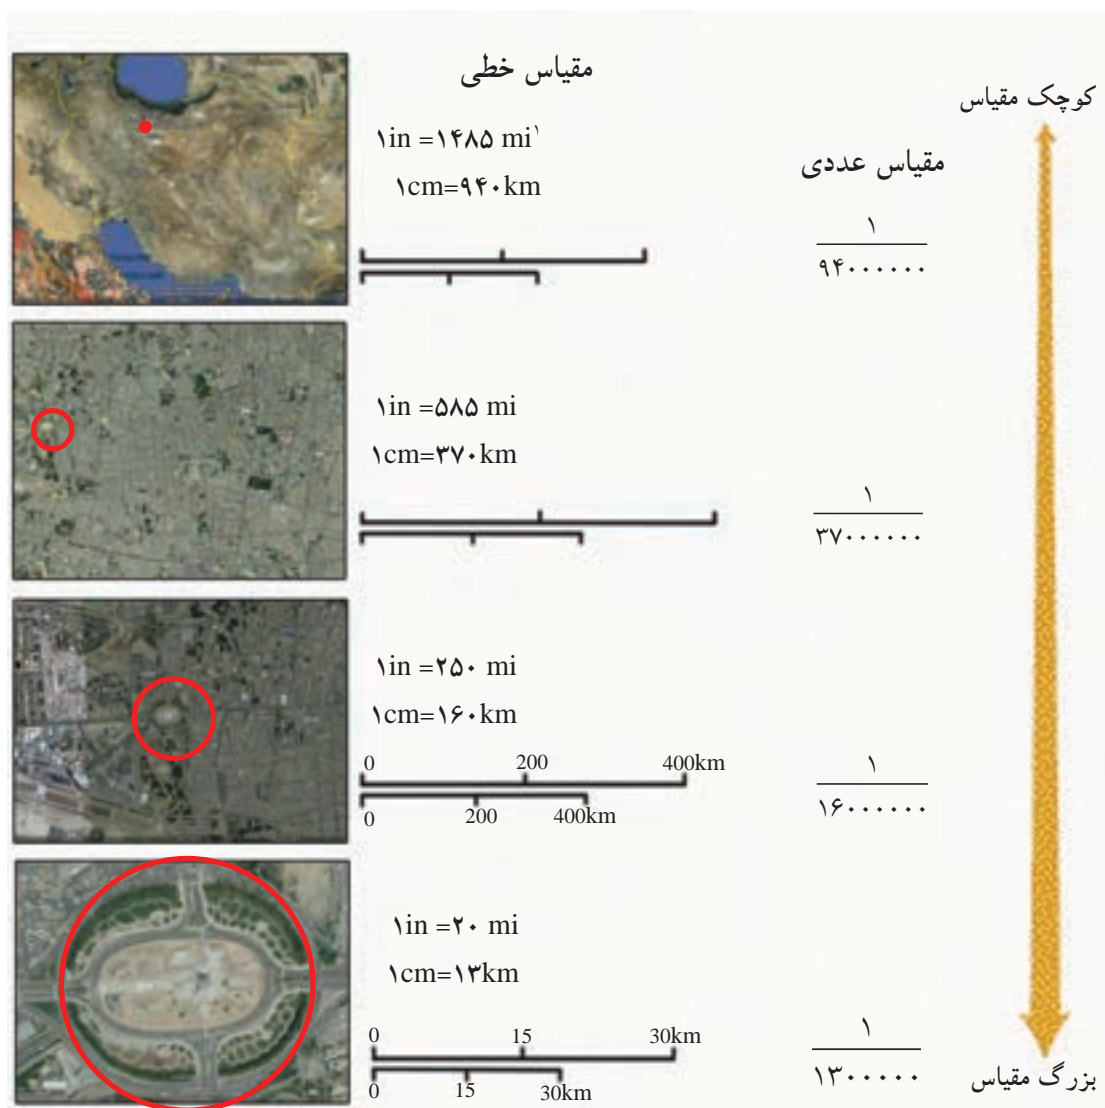 مقیاس خطی
کوچک مقیاس
۱in =۱۴۸۵ mi۱
مقیاس عددی
۱cm=۹۴۰km
۱
۹۴۰۰۰۰۰۰
۱in =۵۸۵ mi
۱cm=۳۷۰km
۱
۳۷۰۰۰۰۰۰
۱in =۲۵۰ mi
۱cm=۱۶۰km
0 200 400km
0 200 400km
۱
۱۶۰۰۰۰۰۰
۱in =۲۰ mi
۱cm=۱۳km
0 15 30km
0 15 30km
۱
۱۳۰۰۰۰۰
بزرگ مقیاس